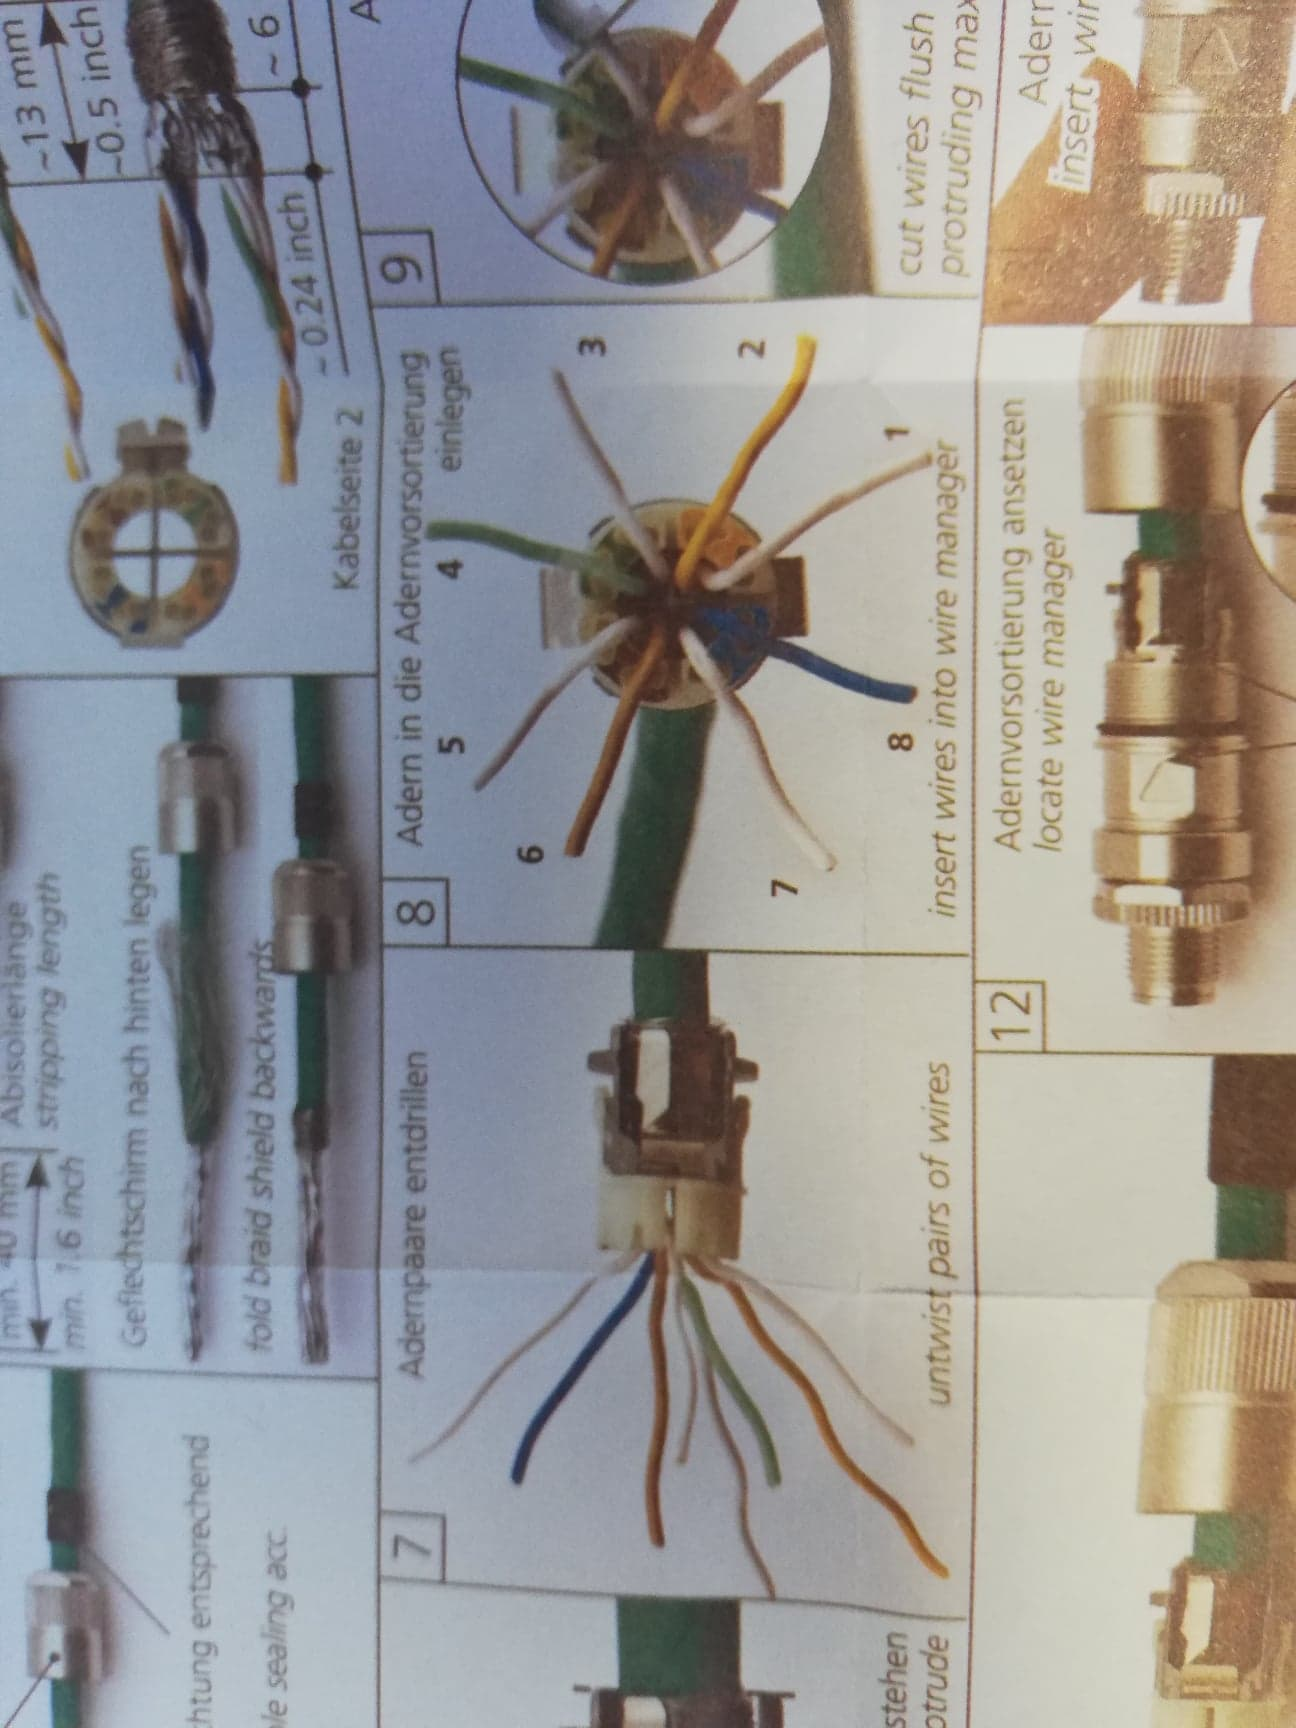 ~13 mm
~0.5 inch
~ 6
~ 0.24 inch
Kabelseite 2
min. 40 mm
min. 1.6 inch
Abisolierlänge
stripping length
Geflechtschirm nach hinten legen
fold braid shield backwards
htung entsprechend
le sealing acc.
stehen
otrude
7
Adernpaare entdrillen
untwist pairs of wires
8
Adern in die Adernvorsortierung
einlegen
1
2
3
4
5
6
7
8
insert wires into wire manager
9
A
cut wires flush
protruding max
12
Adernvorsortierung ansetzen
locate wire manager
Adern
insert wir